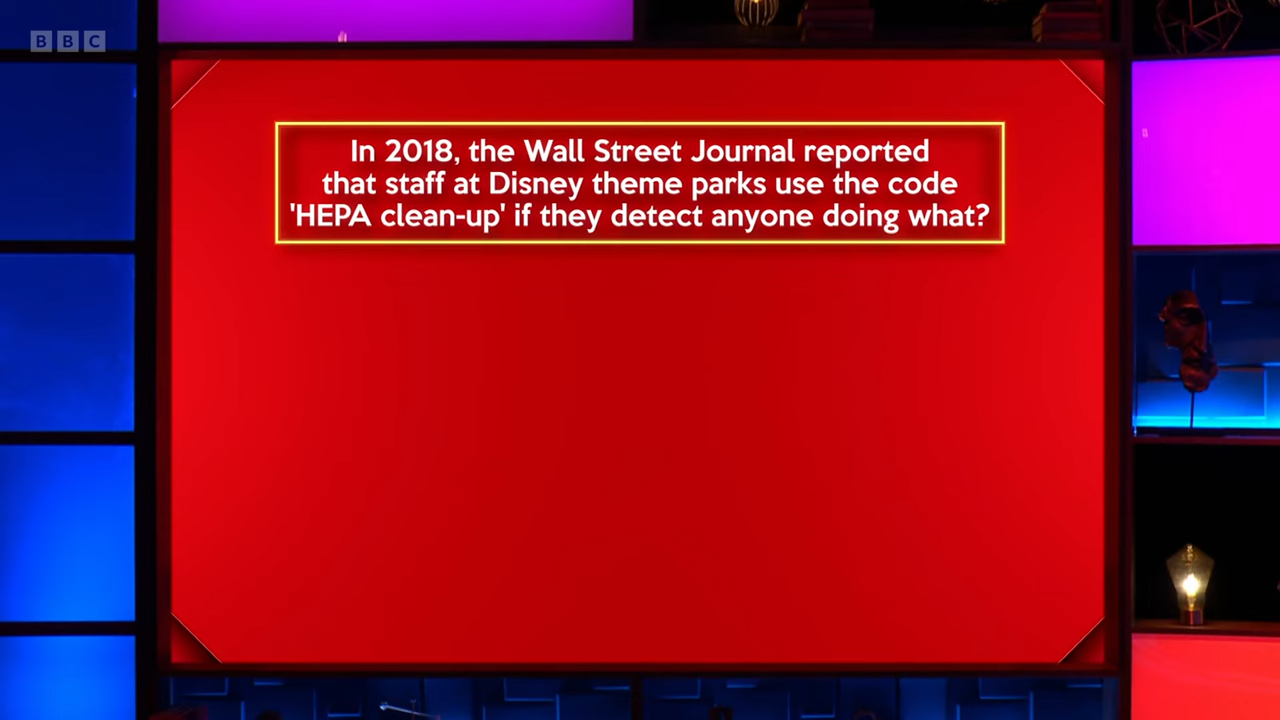 BBC
In 2018, the Wall Street Journal reported
that staff at Disney theme parks use the code
'HEPA clean-up' if they detect anyone doing what?